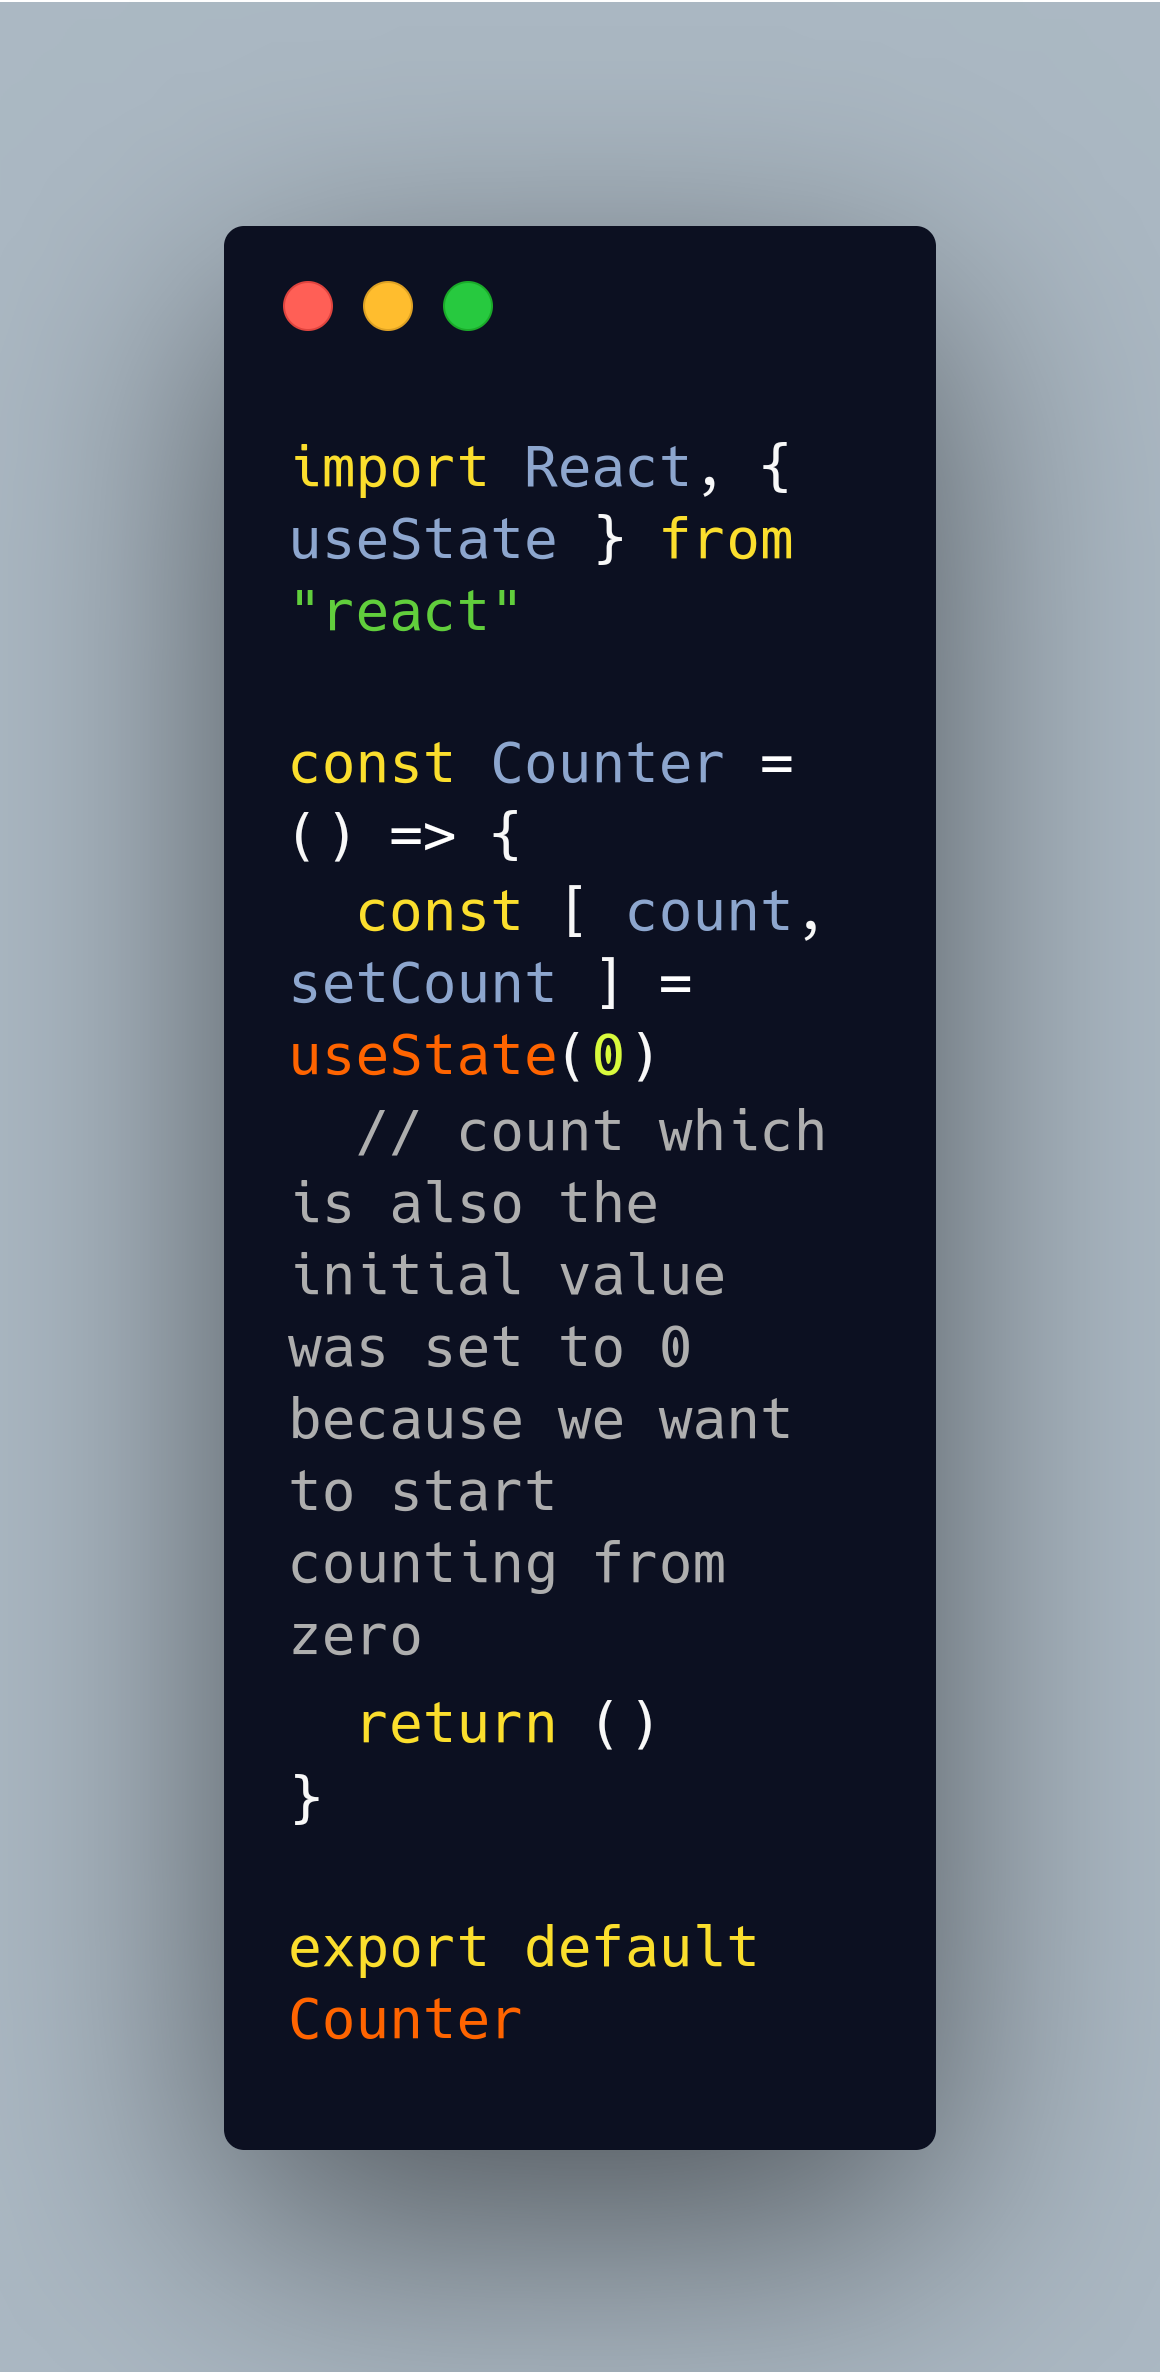 import React, {
useState } from
"react"
const Counter =
() => {
  const [ count,
setCount ] =
useState(0)
  // count which
is also the
initial value
was set to 0
because we want
to start
counting from
zero
  return ()
}
export default
Counter